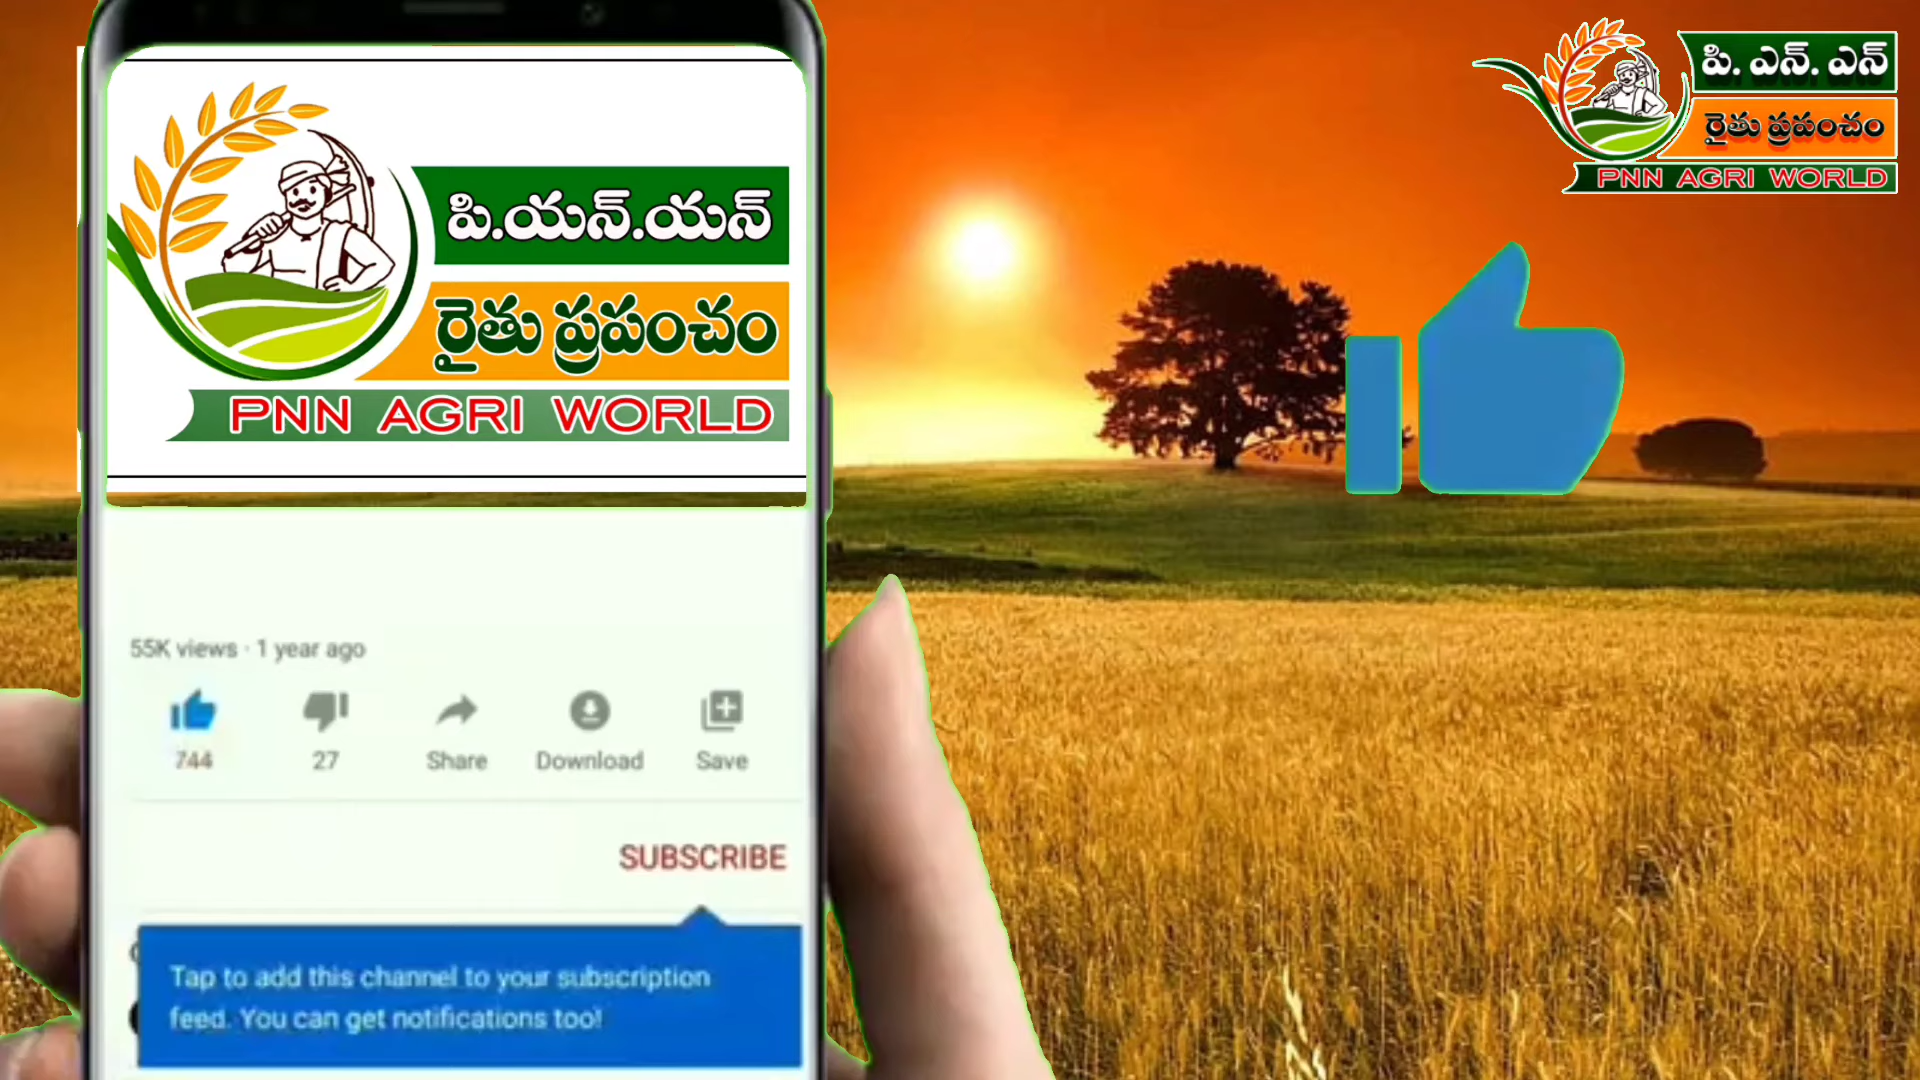 పి.యన్.యన్
రైతు ప్రపంచం
PNN AGRI WORLD
పి. ఎన్. ఎన్
రైతు ప్రపంచం
PNN AGRI WORLD
55K views · 1 year ago
744
27
Share
Download
Save
SUBSCRIBE
Tap to add this channel to your subscription
feed. You can get notifications too!